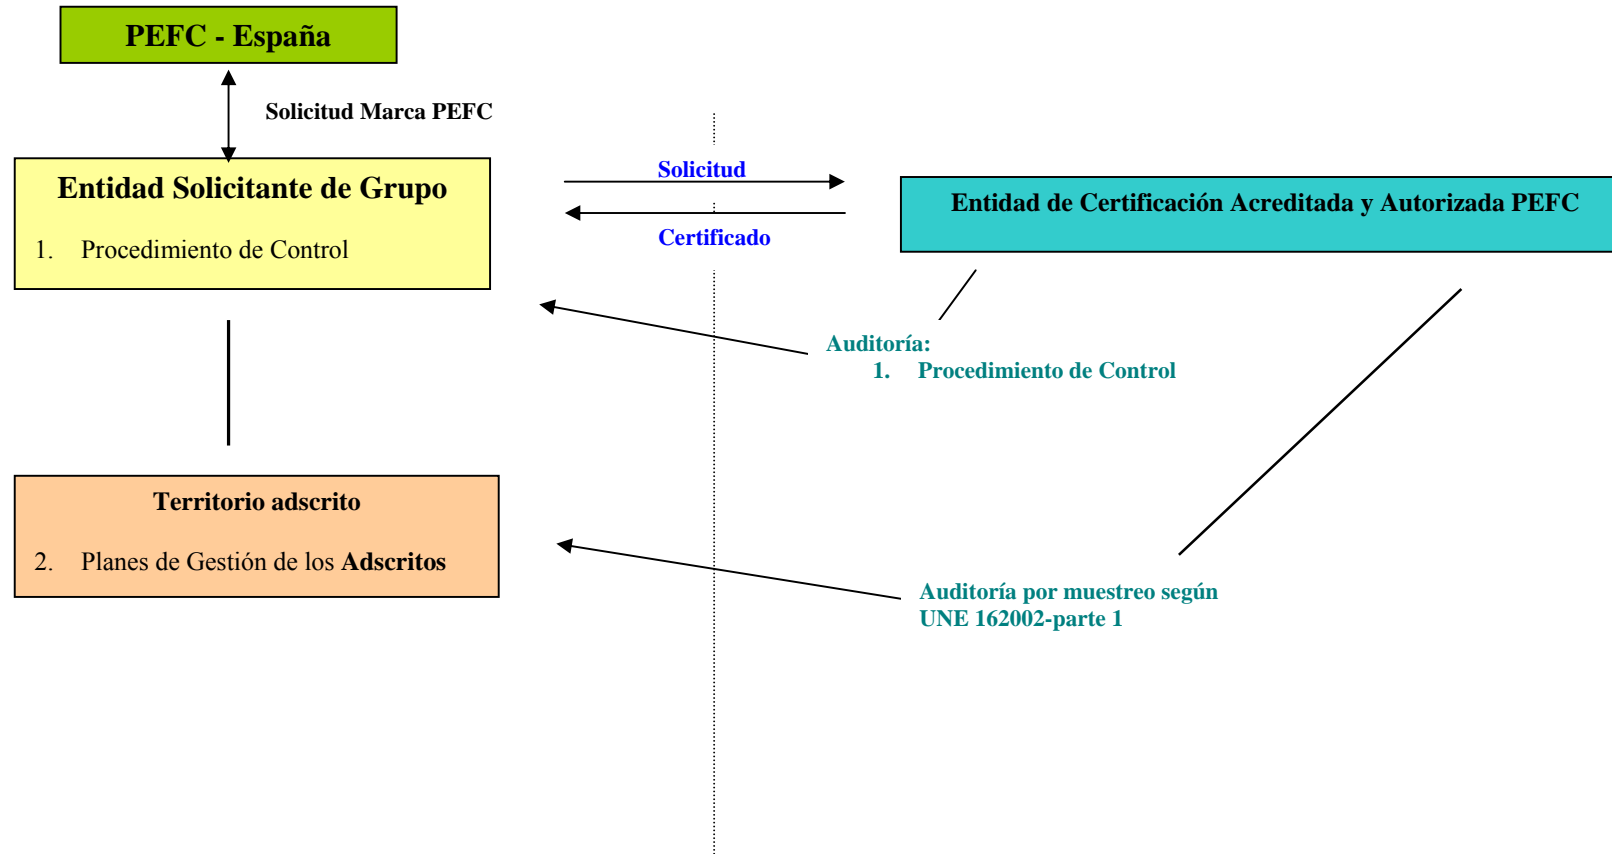 PEFC - España
Solicitud Marca PEFC
Entidad Solicitante de Grupo
1. Procedimiento de Control
Solicitud
Certificado
Entidad de Certificación Acreditada y Autorizada PEFC
Auditoría:
1. Procedimiento de Control
Territorio adscrito
2. Planes de Gestión de los Adscritos
Auditoría por muestreo según
UNE 162002-parte 1